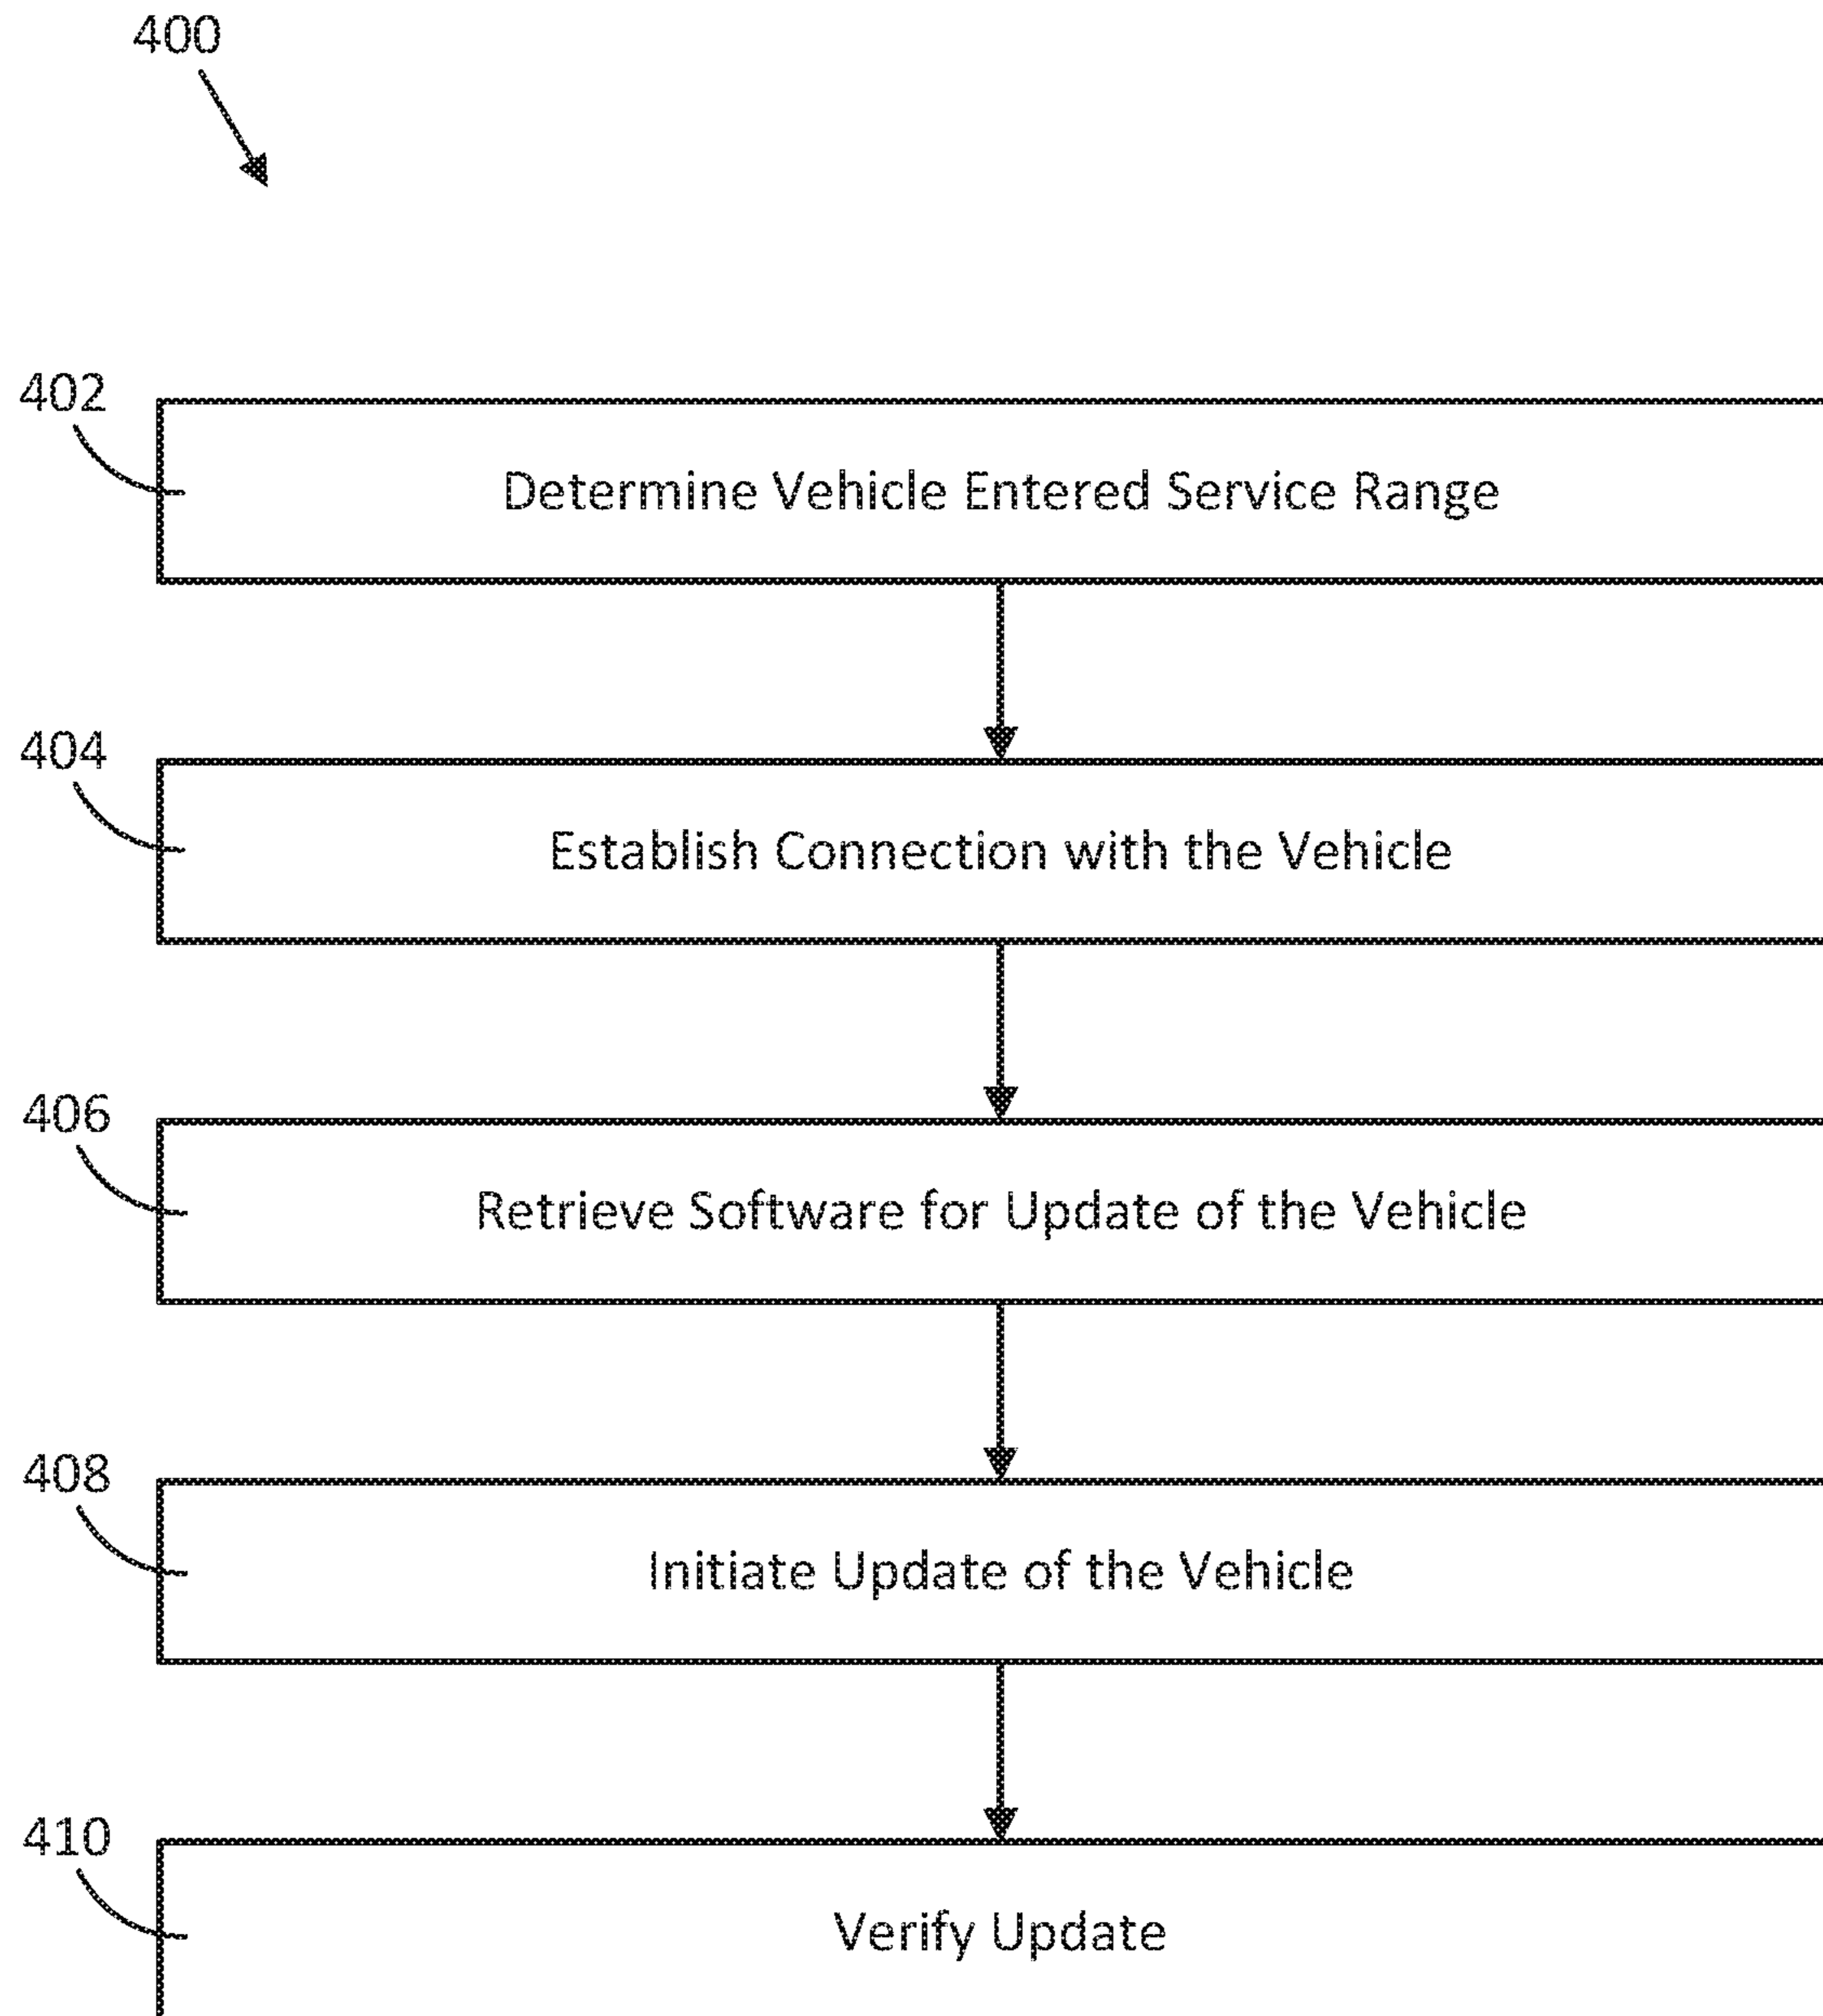 400
402
Determine Vehicle Entered Service Range
404
Establish Connection with the Vehicle
406
Retrieve Software for Update of the Vehicle
408
Initiate Update of the Vehicle
410
Verify Update